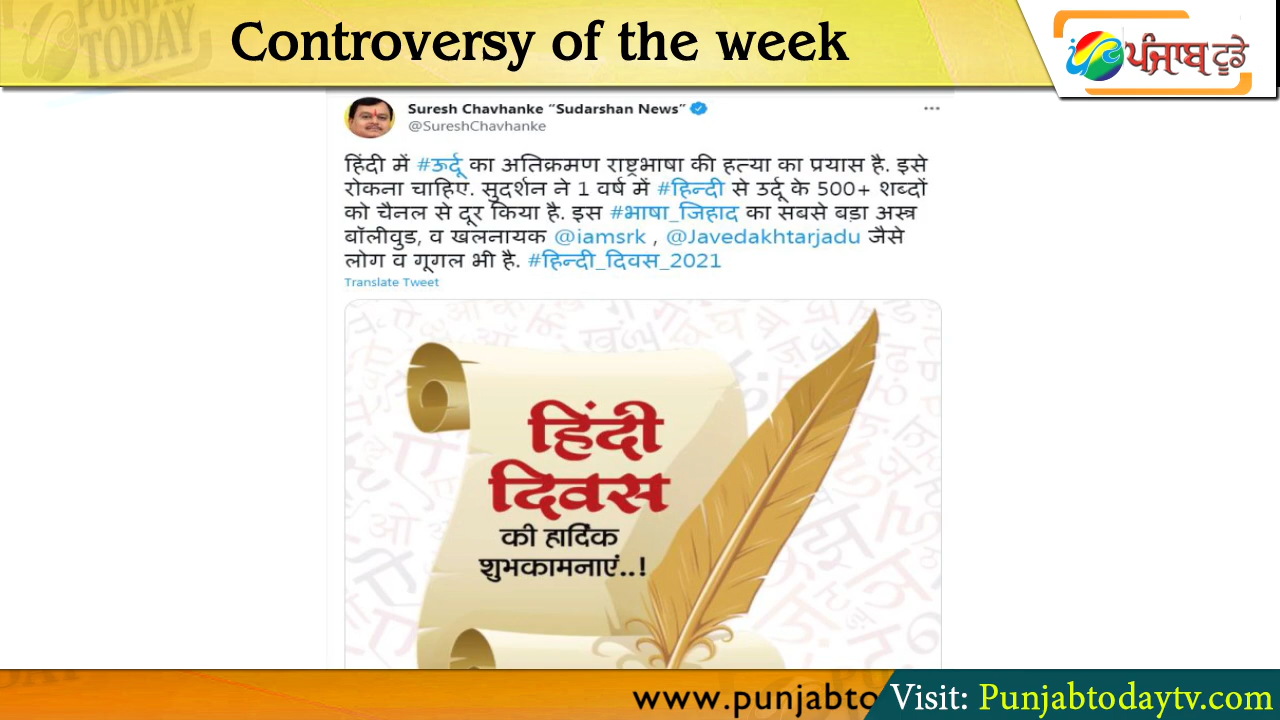 PUNJAB TODAY
Controversy of the week
ਪੰਜਾਬ ਟੂਡੇ
Suresh Chavhanke “Sudarshan News”
@SureshChavhanke
हिंदी में #ऊर्दू का अतिक्रमण राष्ट्रभाषा की हत्या का प्रयास है. इसे
रोकना चाहिए. सुदर्शन ने 1 वर्ष में #हिन्दी से उर्दू के 500+ शब्दों
को चैनल से दूर किया है. इस #भाषा_जिहाद का सबसे बड़ा अस्त्र
बॉलीवुड, व खलनायक @iamsrk , @Javedakhtarjadu जैसे
लोग व गूगल भी है. #हिन्दी_दिवस_2021
Translate Tweet
हिंदी
दिवस
की हार्दिक
शुभकामनाएं..!
www.punjabto
Visit: Punjabtodaytv.com